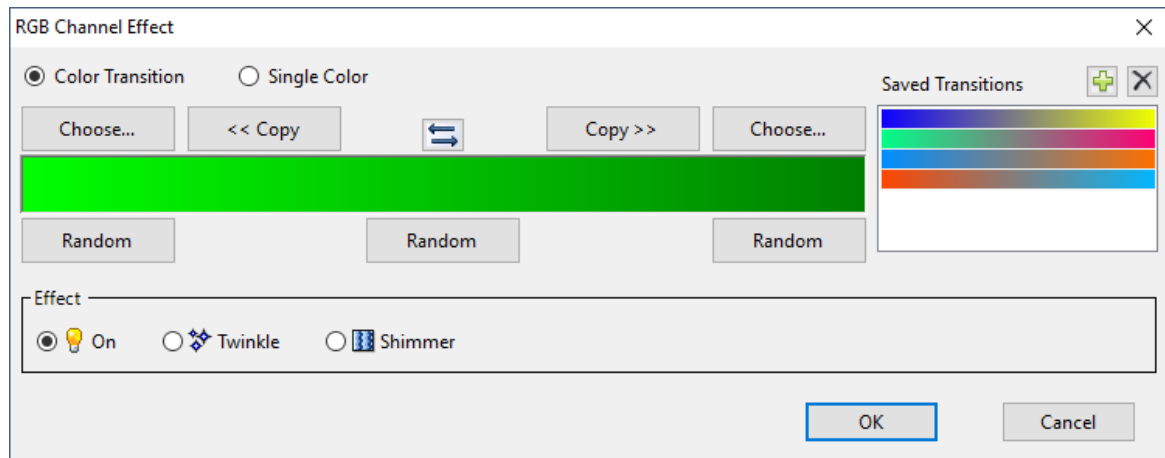 RGB Channel Effect
Color Transition Single Color
Saved Transitions
Choose... << Copy Copy >> Choose...
Random Random Random
Effect
On Twinkle Shimmer
OK Cancel